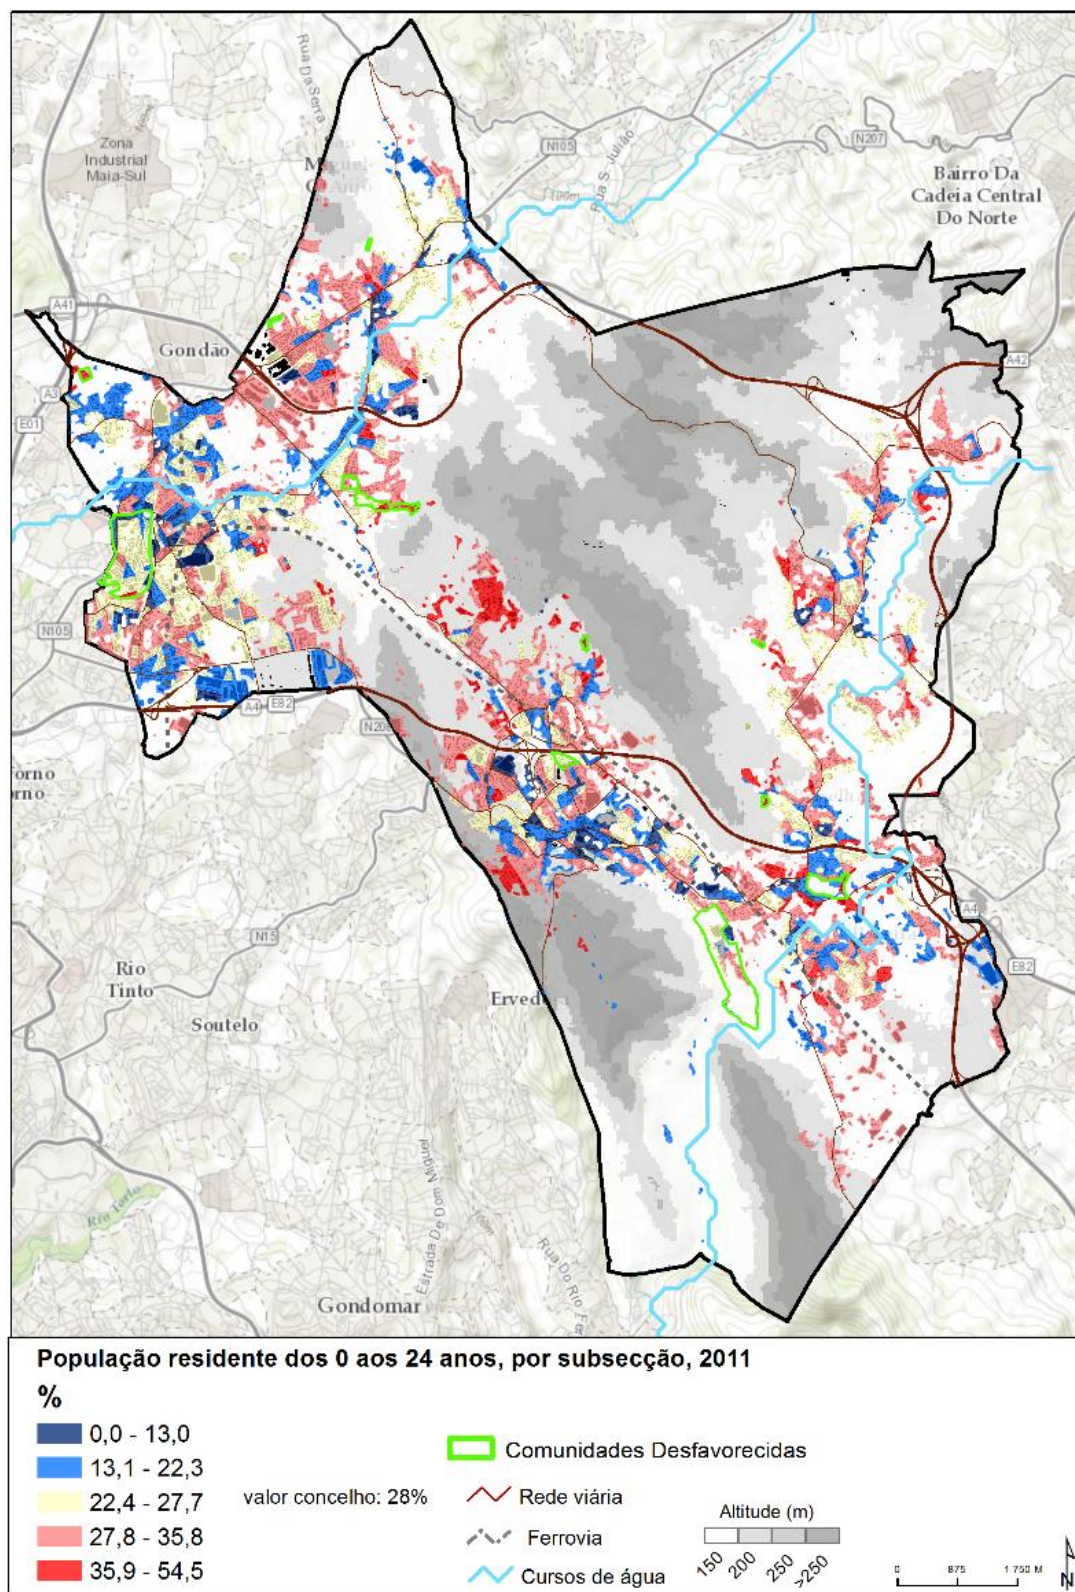 Rua Da Serra
Zona
Industrial
Maia-Sul
N105
N207
Rua S. Julião
Bairro Da
Cadeia Central
Do Norte
A41
Gondão
A42
A3
E01
N105
A4
E82
N208
N15
Rio
Tinto
Soutelo
A4
E82
Estrada De Dom Miguel
Rio Torto
Gondomar
População residente dos 0 aos 24 anos, por subsecção, 2011
%
0,0 - 13,0
13,1 - 22,3
22,4 - 27,7
27,8 - 35,8
35,9 - 54,5
valor concelho: 28%
Comunidades Desfavorecidas
Rede viária
Ferrovia
Cursos de água
Altitude (m)
150
200
250
>250
0 875 1 750 M
N